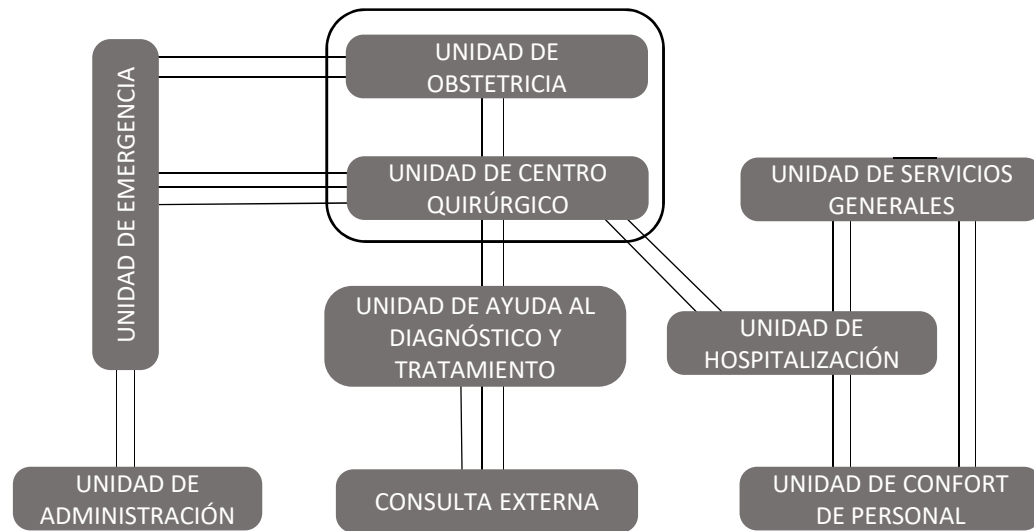 UNIDAD DE
OBSTETRICIA
UNIDAD DE EMERGENCIA
UNIDAD DE CENTRO
QUIRÚRGICO
UNIDAD DE SERVICIOS
GENERALES
UNIDAD DE AYUDA AL
DIAGNÓSTICO Y
TRATAMIENTO
UNIDAD DE
HOSPITALIZACIÓN
UNIDAD DE
ADMINISTRACIÓN
CONSULTA EXTERNA
UNIDAD DE CONFORT
DE PERSONAL